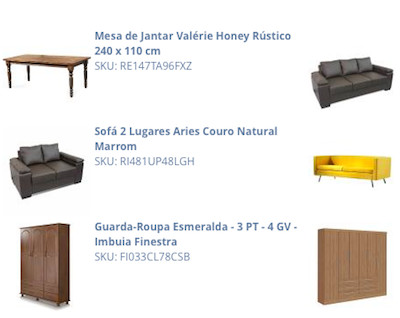 Mesa de Jantar Valérie Honey Rústico
240 x 110 cm
SKU: RE147TA96FXZ
Sofá 2 Lugares Aries Couro Natural
Marrom
SKU: RI481UP48LGH
Guarda-Roupa Esmeralda - 3 PT - 4 GV -
Imbuia Finestra
SKU: FI033CL78CSB